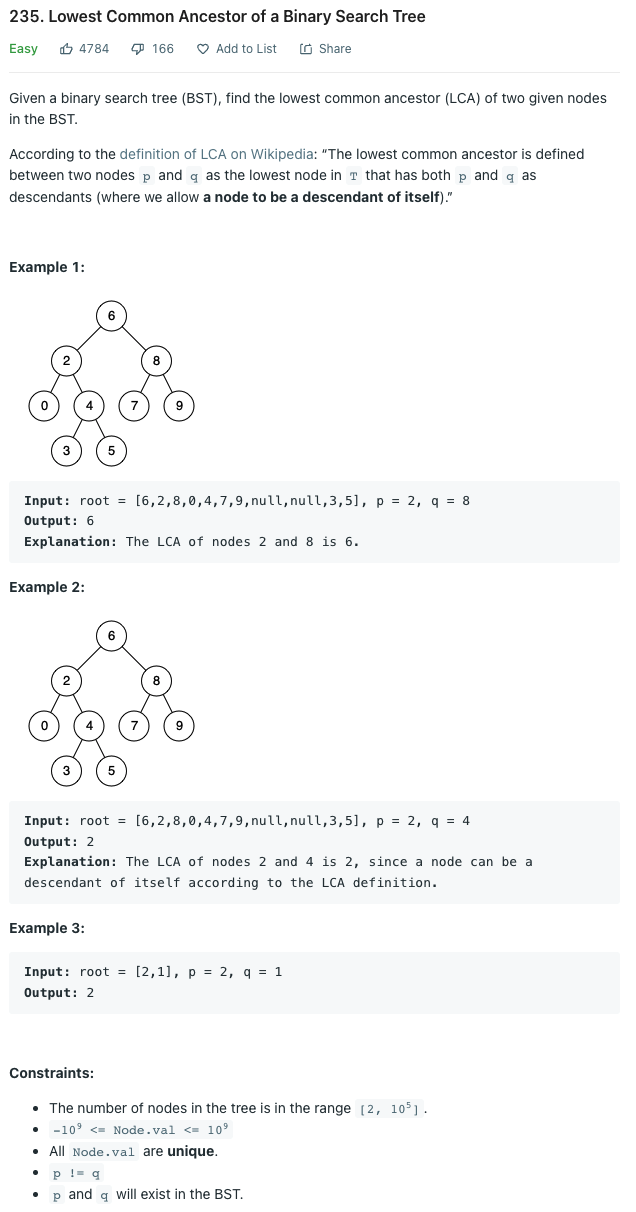 235. Lowest Common Ancestor of a Binary Search Tree
Easy 4784 166 Add to List Share
Given a binary search tree (BST), find the lowest common ancestor (LCA) of two given nodes
in the BST.
According to the definition of LCA on Wikipedia: “The lowest common ancestor is defined
between two nodes p and q as the lowest node in T that has both p and q as
descendants (where we allow a node to be a descendant of itself).”
Example 1:
6
2 8
0 4 7 9
3 5
Input: root = [6,2,8,0,4,7,9,null,null,3,5], p = 2, q = 8
Output: 6
Explanation: The LCA of nodes 2 and 8 is 6.
Example 2:
6
2 8
0 4 7 9
3 5
Input: root = [6,2,8,0,4,7,9,null,null,3,5], p = 2, q = 4
Output: 2
Explanation: The LCA of nodes 2 and 4 is 2, since a node can be a
descendant of itself according to the LCA definition.
Example 3:
Input: root = [2,1], p = 2, q = 1
Output: 2
Constraints:
• The number of nodes in the tree is in the range [2, 10⁵].
• -10⁹ <= Node.val <= 10⁹
• All Node.val are unique.
• p != q
• p and q will exist in the BST.